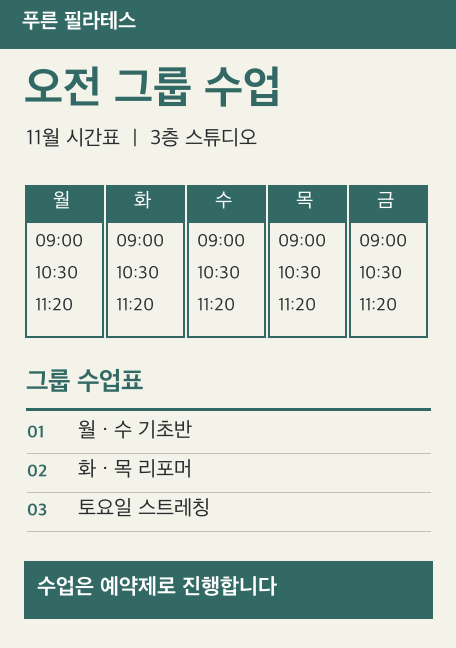 푸른 필라테스
오전 그룹 수업
11월 시간표 | 3층 스튜디오
월 화 수 목 금
09:00 09:00 09:00 09:00 09:00
10:30 10:30 10:30 10:30 10:30
11:20 11:20 11:20 11:20 11:20
그룹 수업표
01 월 · 수 기초반
02 화 · 목 리포머
03 토요일 스트레칭
수업은 예약제로 진행합니다